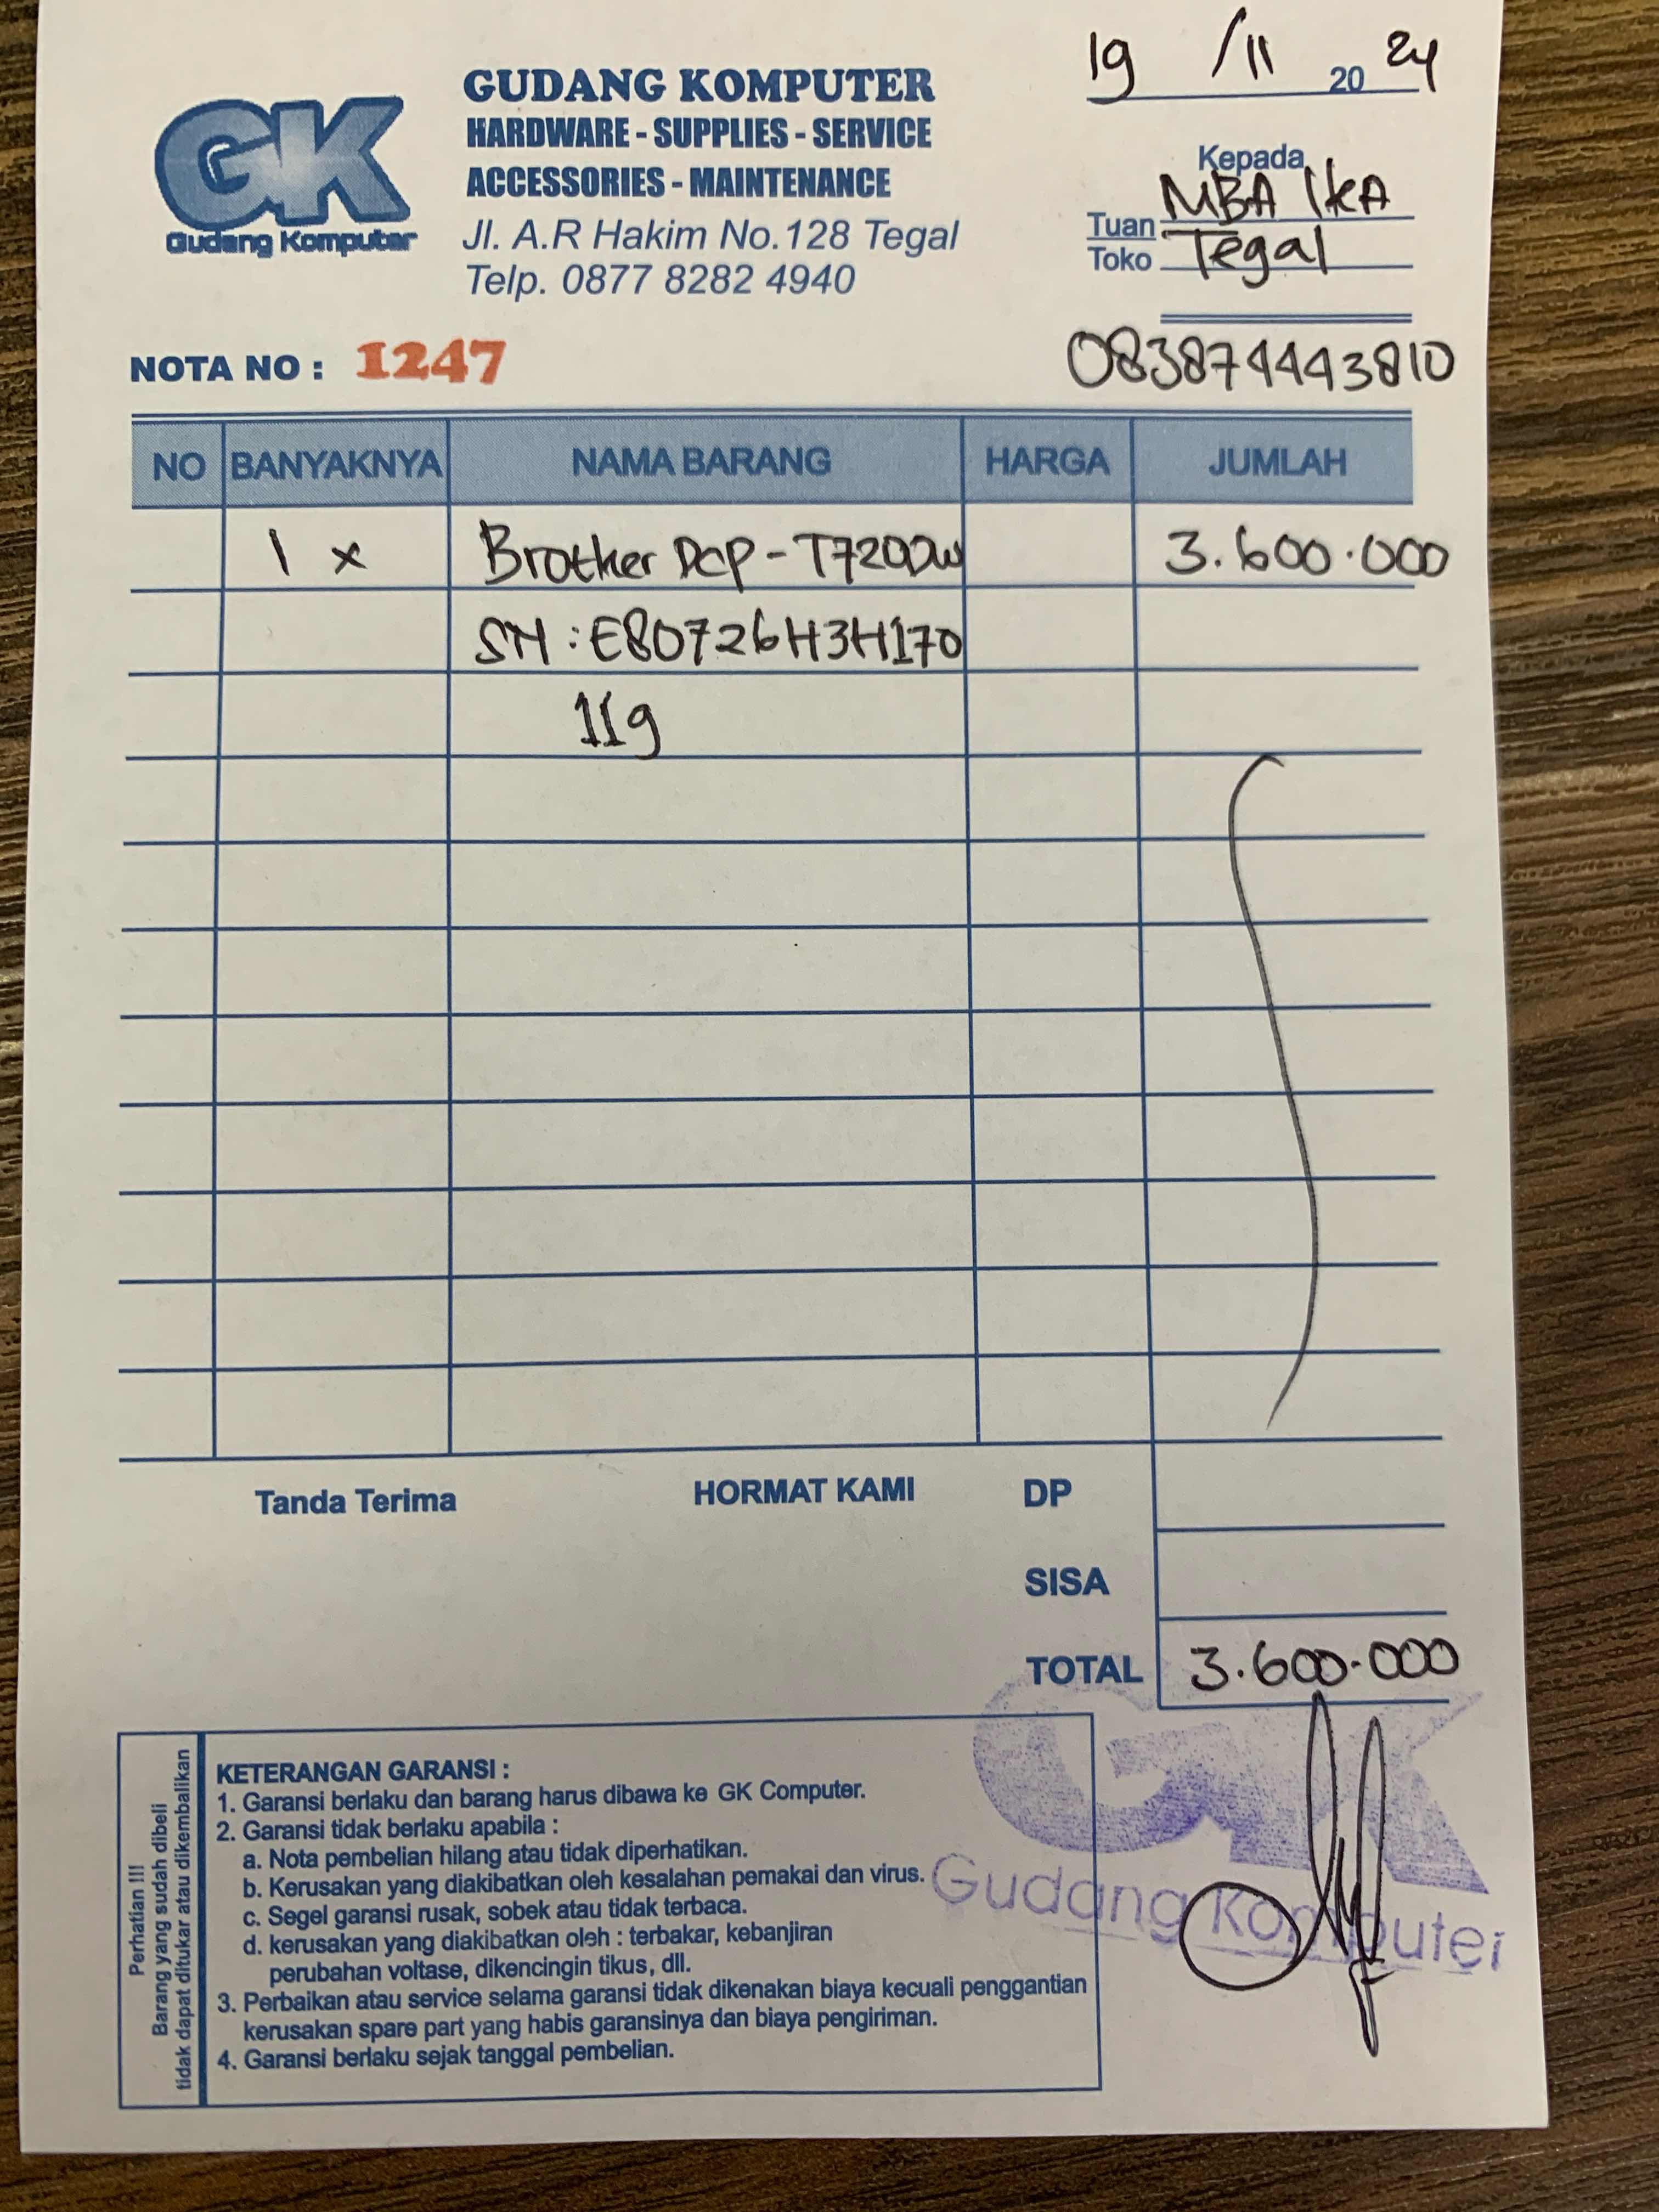 GK
Gudang Komputer
GUDANG KOMPUTER
HARDWARE - SUPPLIES - SERVICE
ACCESSORIES - MAINTENANCE
Jl. A.R Hakim No.128 Tegal
Telp. 0877 8282 4940
19 /11 2024
Kepada
Tuan MBA IKA
Toko Tegal
NOTA NO : 1247
083874443810
NO BANYAKNYA NAMA BARANG HARGA JUMLAH
1 x Brother DCP-T720DW 3.600.000
SN : E80726H3H170
119
Tanda Terima HORMAT KAMI DP
SISA
TOTAL 3.600.000
Perhatian !!!
Barang yang sudah dibeli
tidak dapat ditukar atau dikembalikan
KETERANGAN GARANSI :
1. Garansi berlaku dan barang harus dibawa ke GK Computer.
2. Garansi tidak berlaku apabila :
a. Nota pembelian hilang atau tidak diperhatikan.
b. Kerusakan yang diakibatkan oleh kesalahan pemakai dan virus.
c. Segel garansi rusak, sobek atau tidak terbaca.
d. kerusakan yang diakibatkan oleh : terbakar, kebanjiran
perubahan voltase, dikencingin tikus, dll.
3. Perbaikan atau service selama garansi tidak dikenakan biaya kecuali penggantian
kerusakan spare part yang habis garansinya dan biaya pengiriman.
4. Garansi berlaku sejak tanggal pembelian.
GK
Gudang Komputer